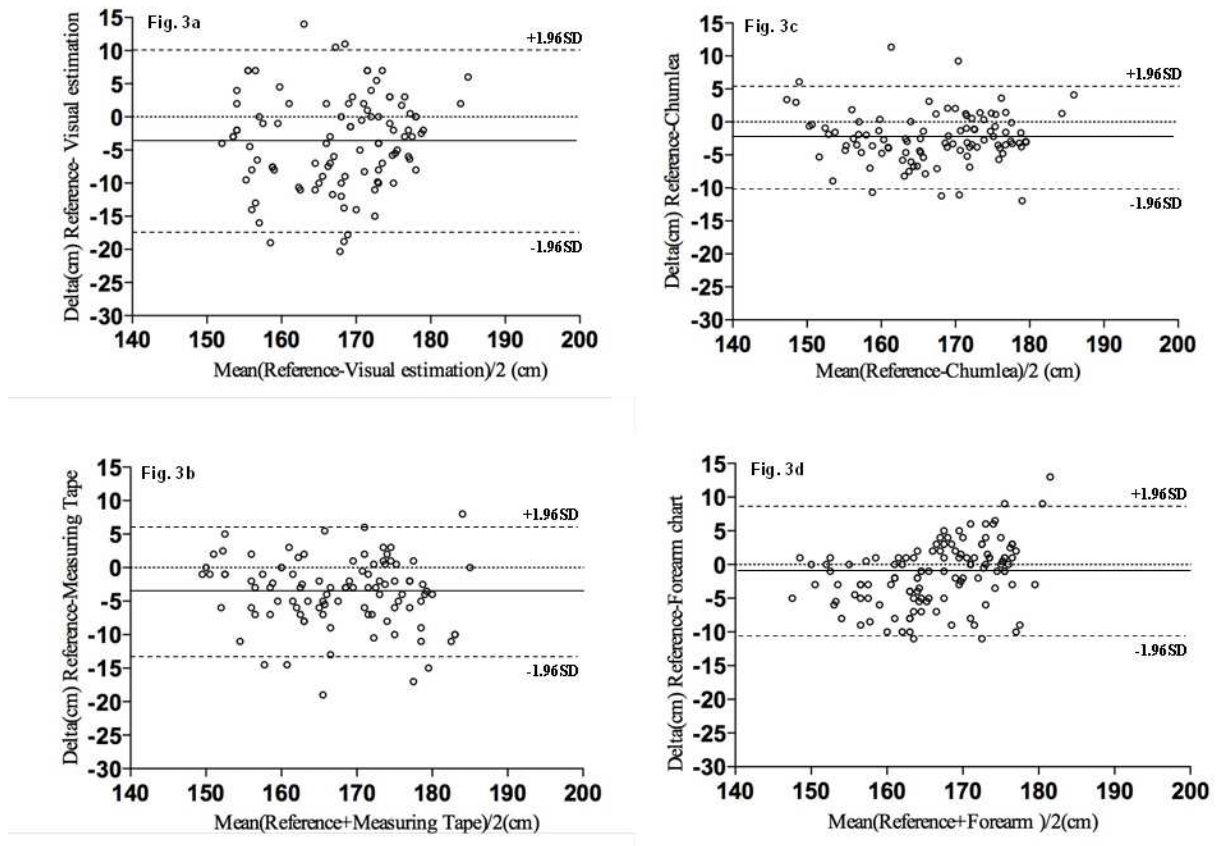 Fig. 3a
Delta(cm) Reference- Visual estimation
15
10
5
0
-5
-10
-15
-20
-25
-30
+1.96SD
-1.96SD
140 150 160 170 180 190 200
Mean(Reference-Visual estimation)/2 (cm)
Fig. 3c
Delta(cm) Reference-Chumlea
15
10
5
0
-5
-10
-15
-20
-25
-30
+1.96SD
-1.96SD
140 150 160 170 180 190 200
Mean(Reference-Chumlea)/2 (cm)
Fig. 3b
Delta(cm) Reference-Measuring Tape
15
10
5
0
-5
-10
-15
-20
-25
-30
+1.96SD
-1.96SD
140 150 160 170 180 190 200
Mean(Reference+Measuring Tape)/2(cm)
Fig. 3d
Delta(cm) Reference-Forearm chart
15
10
5
0
-5
-10
-15
-20
-25
-30
+1.96SD
-1.96SD
140 150 160 170 180 190 200
Mean(Reference+Forearm )/2(cm)